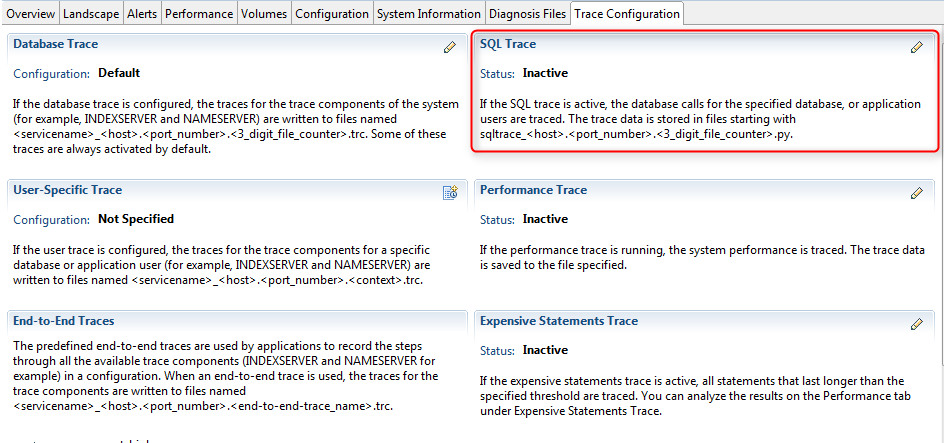 Overview Landscape Alerts Performance Volumes Configuration System Information Diagnosis Files Trace Configuration
Database Trace
Configuration: Default
If the database trace is configured, the traces for the trace components of the system
(for example, INDEXSERVER and NAMESERVER) are written to files named
<servicename>_<host>.<port_number>.<3_digit_file_counter>.trc. Some of these
traces are always activated by default.
SQL Trace
Status: Inactive
If the SQL trace is active, the database calls for the specified database, or application
users are traced. The trace data is stored in files starting with
sqltrace_<host>.<port_number>.<3_digit_file_counter>.py.
User-Specific Trace
Configuration: Not Specified
If the user trace is configured, the traces for the trace components for a specific
database or application user (for example, INDEXSERVER and NAMESERVER) are
written to files named <servicename>_<host>.<port_number>.<context>.trc.
Performance Trace
Status: Inactive
If the performance trace is running, the system performance is traced. The trace data
is saved to the file specified.
End-to-End Traces
The predefined end-to-end traces are used by applications to record the steps
through all the available trace components (INDEXSERVER and NAMESERVER for
example) in a configuration. When an end-to-end trace is used, the traces for the
trace components are written to files named
<servicename>_<host>.<port_number>.<end-to-end-trace_name>.trc.
Expensive Statements Trace
Status: Inactive
If the expensive statements trace is active, all statements that last longer than the
specified threshold are traced. You can analyze the results on the Performance tab
under Expensive Statements Trace.